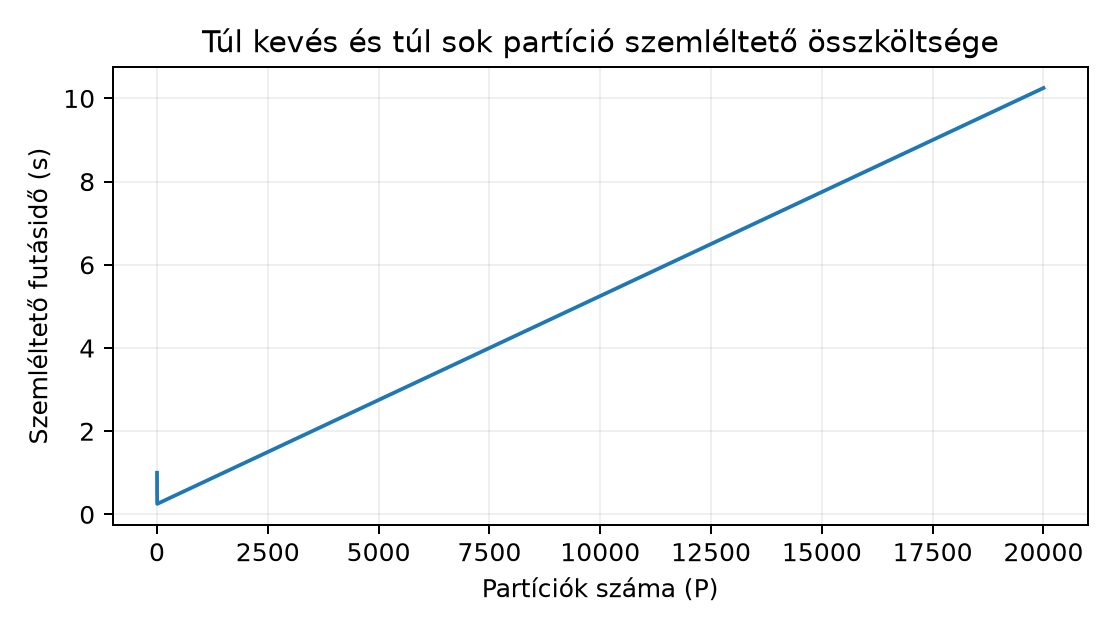 Túl kevés és túl sok partíció szemléltető összköltsége
Szemléltető futásidő (s)
10
8
6
4
2
0
0 2500 5000 7500 10000 12500 15000 17500 20000
Partíciók száma (P)